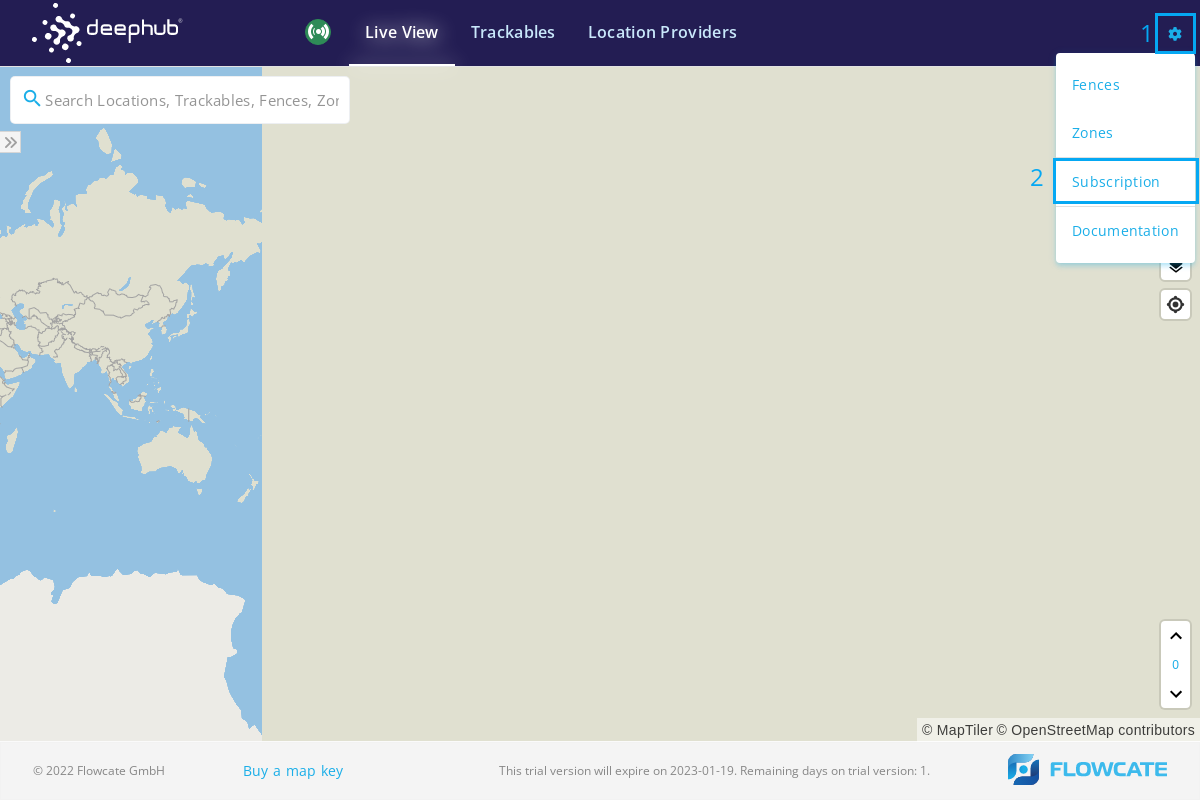 deephub®
Live View
Trackables
Location Providers
1
Search Locations, Trackables, Fences, Zor
Fences
Zones
2
Subscription
Documentation
0
© MapTiler © OpenStreetMap contributors
© 2022 Flowcate GmbH
Buy a map key
This trial version will expire on 2023-01-19. Remaining days on trial version: 1.
FLOWCATE